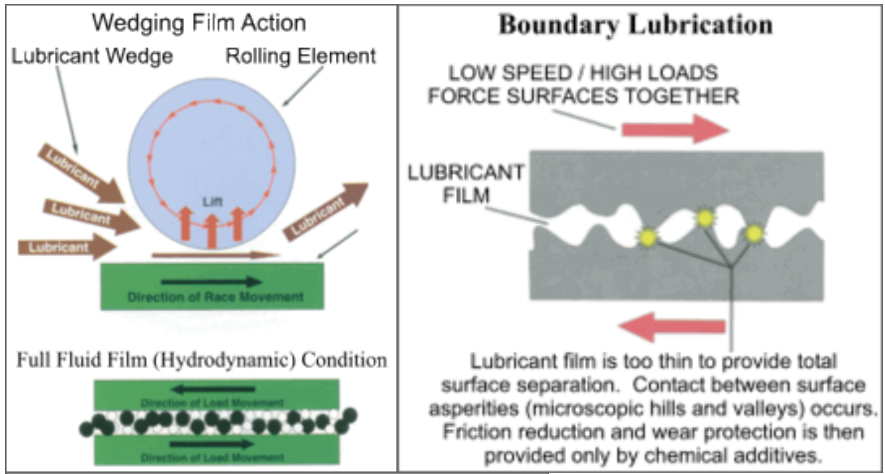 Wedging Film Action
Lubricant Wedge
Rolling Element
Lubricant
Lubricant
Lubricant
Lift
Lubricant
Direction of Race Movement
Full Fluid Film (Hydrodynamic) Condition
Direction of Load Movement
Direction of Load Movement
Boundary Lubrication
LOW SPEED / HIGH LOADS
FORCE SURFACES TOGETHER
LUBRICANT
FILM
Lubricant film is too thin to provide total
surface separation. Contact between surface
asperities (microscopic hills and valleys) occurs.
Friction reduction and wear protection is then
provided only by chemical additives.